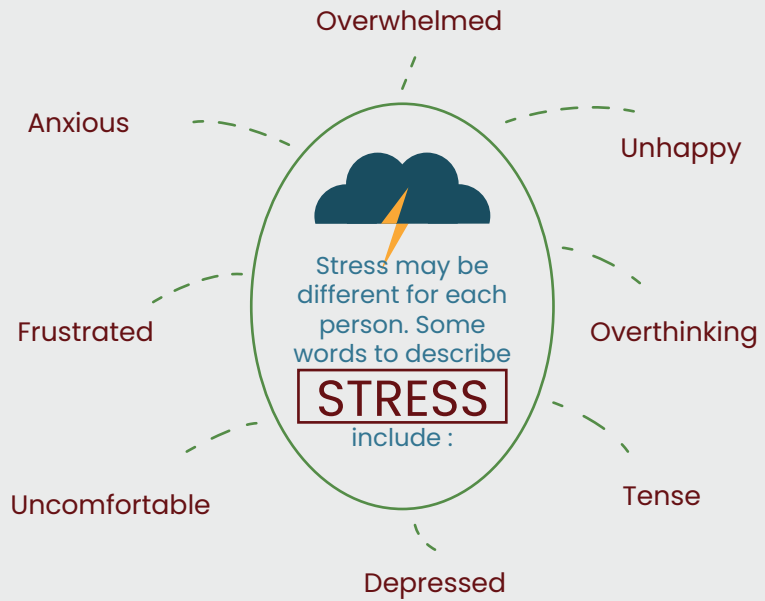 Overwhelmed
Anxious
Unhappy
Stress may be
different for each
person. Some
words to describe
STRESS
include :
Frustrated
Overthinking
Uncomfortable
Tense
Depressed